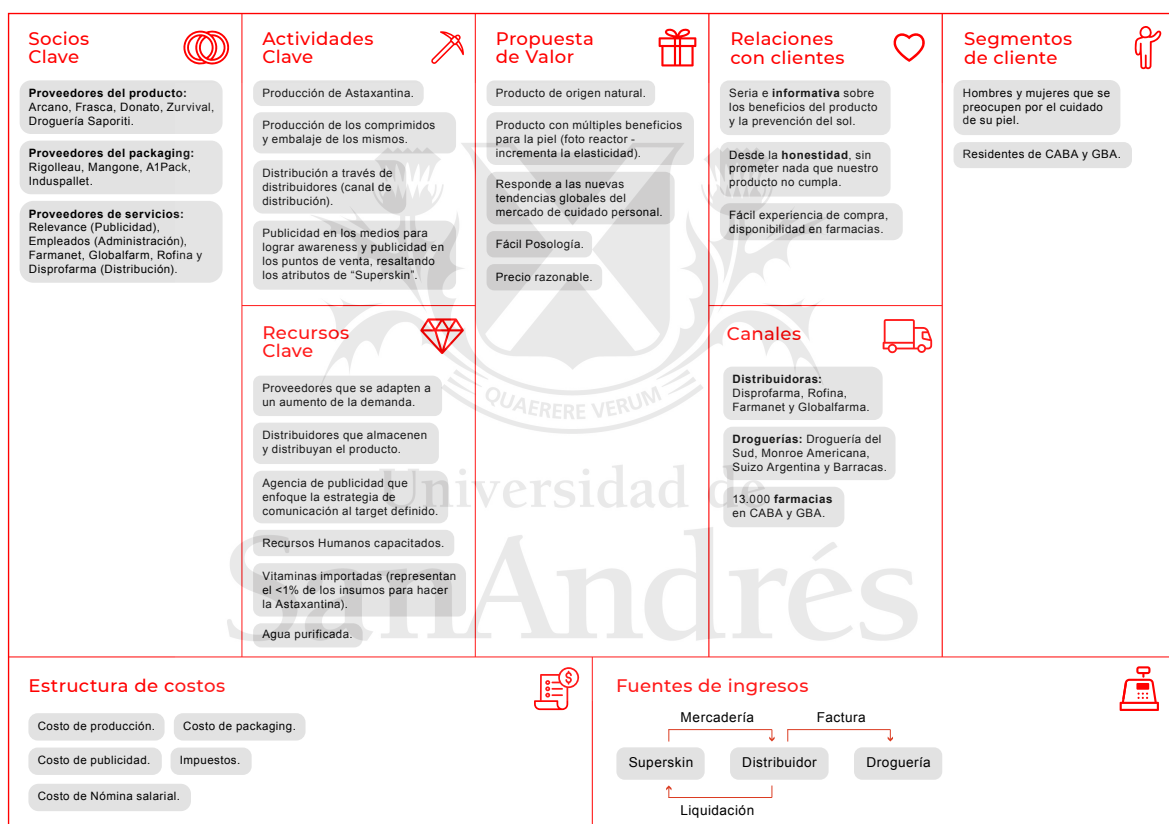 Socios
Clave
Proveedores del producto:
Arcano, Frasca, Donato, Zurvival,
Droguería Saporiti.
Proveedores del packaging:
Rigolleau, Mangone, A1Pack,
Induspallet.
Proveedores de servicios:
Relevance (Publicidad),
Empleados (Administración),
Farmanet, Globalfarm, Rofina y
Disprofarma (Distribución).
Actividades
Clave
Producción de Astaxantina.
Producción de los comprimidos
y embalaje de los mismos.
Distribución a través de
distribuidores (canal de
distribución).
Publicidad en los medios para
lograr awareness y publicidad en
los puntos de venta, resaltando
los atributos de “Superskin”.
Recursos
Clave
Proveedores que se adapten a
un aumento de la demanda.
Distribuidores que almacenen
y distribuyan el producto.
Agencia de publicidad que
enfoque la estrategia de
comunicación al target definido.
Recursos Humanos capacitados.
Vitaminas importadas (representan
el <1% de los insumos para hacer
la Astaxantina).
Agua purificada.
Propuesta
de Valor
Producto de origen natural.
Producto con múltiples beneficios
para la piel (foto reactor -
incrementa la elasticidad).
Responde a las nuevas
tendencias globales del
mercado de cuidado personal.
Fácil Posología.
Precio razonable.
Relaciones
con clientes
Seria e informativa sobre
los beneficios del producto
y la prevención del sol.
Desde la honestidad, sin
prometer nada que nuestro
producto no cumpla.
Fácil experiencia de compra,
disponibilidad en farmacias.
Canales
Distribuidoras:
Disprofarma, Rofina,
Farmanet y Globalfarma.
Droguerías: Droguería del
Sud, Monroe Americana,
Suizo Argentina y Barracas.
13.000 farmacias
en CABA y GBA.
Segmentos
de cliente
Hombres y mujeres que se
preocupen por el cuidado
de su piel.
Residentes de CABA y GBA.
QUAERERE VERUM
Universidad de
SanAndrés
Estructura de costos
Costo de producción.
Costo de packaging.
Costo de publicidad.
Impuestos.
Costo de Nómina salarial.
Fuentes de ingresos
Mercadería
Factura
Superskin
Distribuidor
Droguería
Liquidación